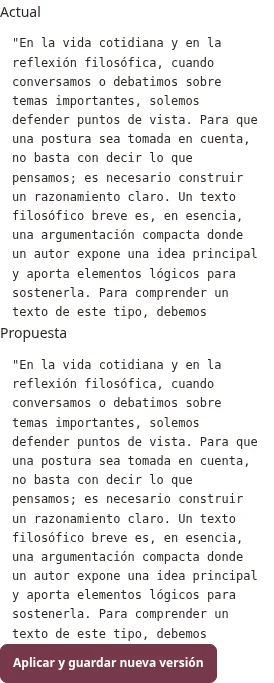 Actual
"En la vida cotidiana y en la
reflexión filosófica, cuando
conversamos o debatimos sobre
temas importantes, solemos
defender puntos de vista. Para que
una postura sea tomada en cuenta,
no basta con decir lo que
pensamos; es necesario construir
un razonamiento claro. Un texto
filosófico breve es, en esencia,
una argumentación compacta donde
un autor expone una idea principal
y aporta elementos lógicos para
sostenerla. Para comprender un
texto de este tipo, debemos
Propuesta
"En la vida cotidiana y en la
reflexión filosófica, cuando
conversamos o debatimos sobre
temas importantes, solemos
defender puntos de vista. Para que
una postura sea tomada en cuenta,
no basta con decir lo que
pensamos; es necesario construir
un razonamiento claro. Un texto
filosófico breve es, en esencia,
una argumentación compacta donde
un autor expone una idea principal
y aporta elementos lógicos para
sostenerla. Para comprender un
texto de este tipo, debemos
Aplicar y guardar nueva versión